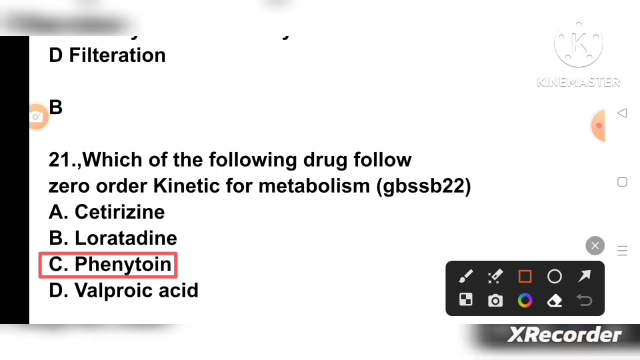 D Filteration
B
21.,Which of the following drug follow
zero order Kinetic for metabolism (gbssb22)
A. Cetirizine
B. Loratadine
C. Phenytoin
D. Valproic acid
KINEMASTER
XRecorder